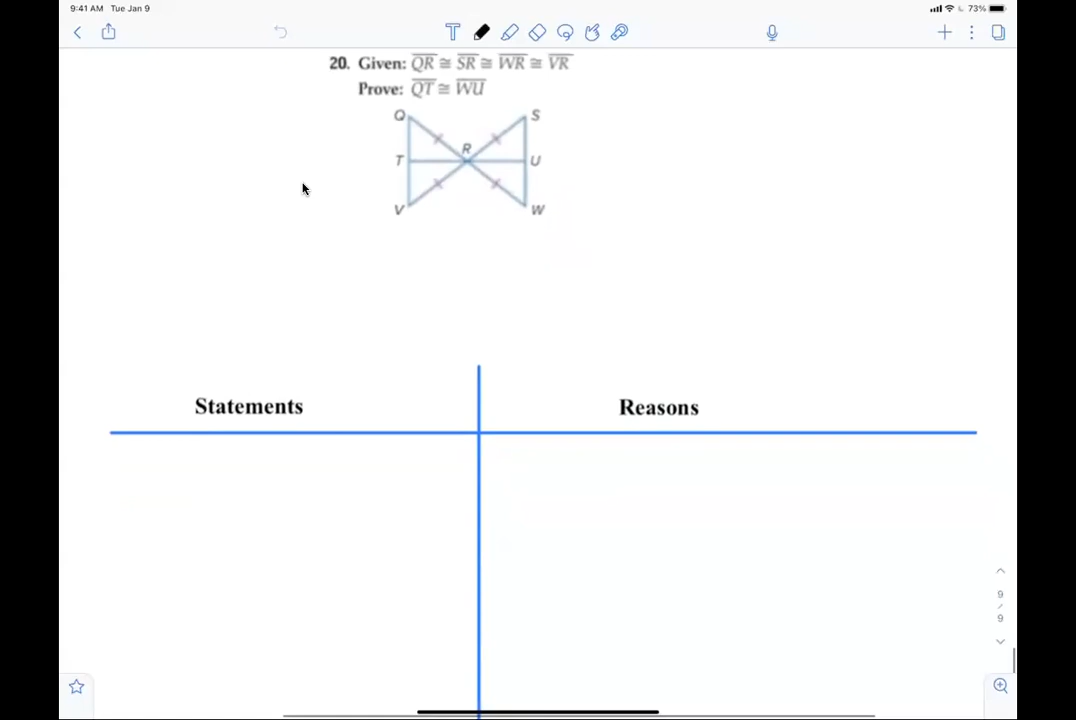 9:41 AM Tue Jan 9
73%
20. Given: QR ≅ SR ≅ WR ≅ VR
Prove: QT ≅ WU
Q
S
R
T
U
V
W
Statements
Reasons
9
/
9